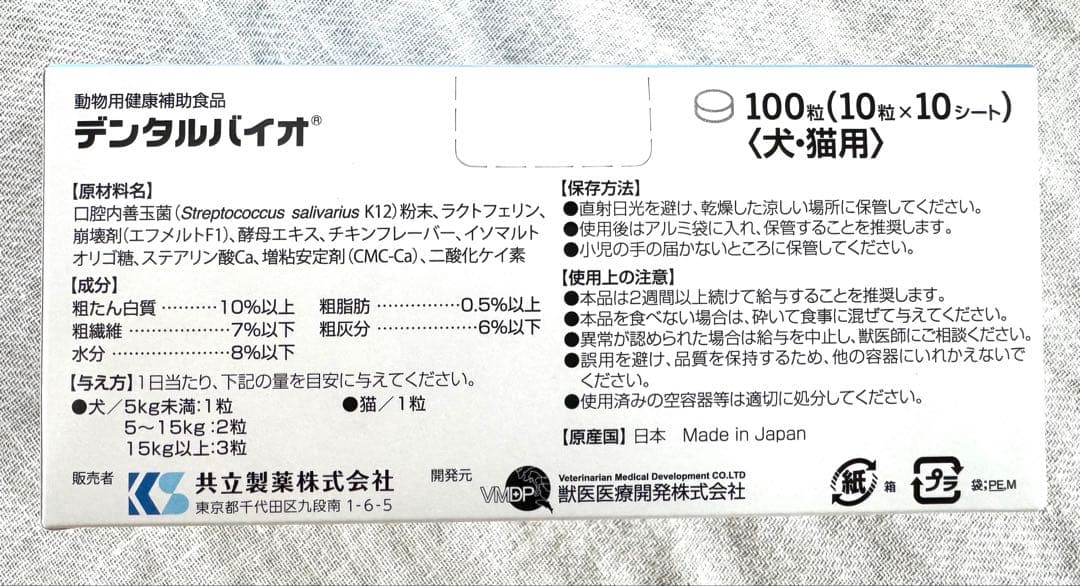 動物用健康補助食品
デンタルバイオ®
100粒(10粒×10シート)
〈犬・猫用〉
【原材料名】
口腔内善玉菌(Streptococcus salivarius K12)粉末、ラクトフェリン、
崩壊剤(エフメルトF1)、酵母エキス、チキンフレーバー、イソマルト
オリゴ糖、ステアリン酸Ca、増粘安定剤(CMC-Ca)、二酸化ケイ素
【成分】
粗たん白質 ………… 10%以上 粗脂肪 ……………0.5%以上
粗繊維 ……………… 7%以下 粗灰分 ……………… 6%以下
水分 ………………… 8%以下
【与え方】1日当たり、下記の量を目安に与えてください。
●犬/5kg未満:1粒 ●猫/1粒
5〜15kg:2粒
15kg以上:3粒
【保存方法】
●直射日光を避け、乾燥した涼しい場所に保管してください。
●使用後はアルミ袋に入れ、保管することを推奨します。
●小児の手の届かないところに保管してください。
【使用上の注意】
●本品は2週間以上続けて給与することを推奨します。
●本品を食べない場合は、砕いて食事に混ぜて与えてください。
●異常が認められた場合は給与を中止し、獣医師にご相談ください。
●誤用を避け、品質を保持するため、他の容器にいれかえないで
ください。
●使用済みの空容器等は適切に処分してください。
【原産国】日本 Made in Japan
販売者 KS 共立製薬株式会社
東京都千代田区九段南 1-6-5
開発元 VMDP Veterinarian Medical Development CO.LTD
獣医医療開発株式会社
紙 箱 プラ 袋;PE,M